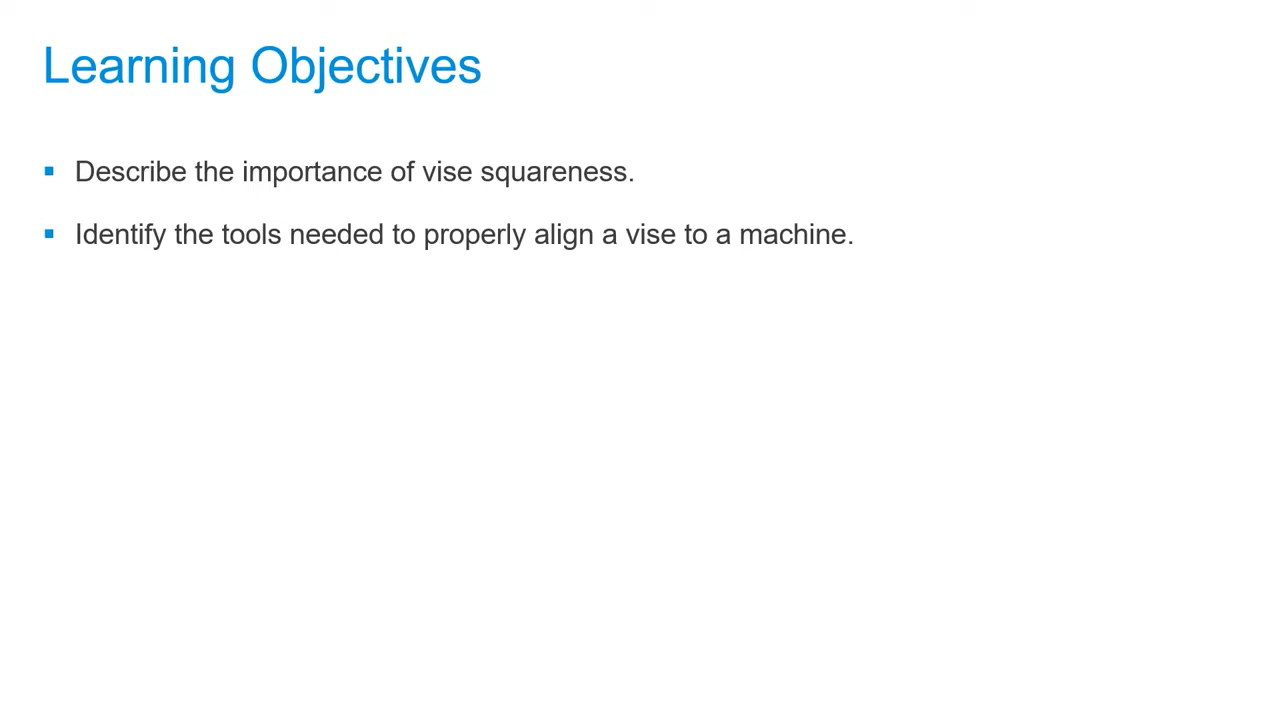 Learning Objectives
Describe the importance of vise squareness.
Identify the tools needed to properly align a vise to a machine.